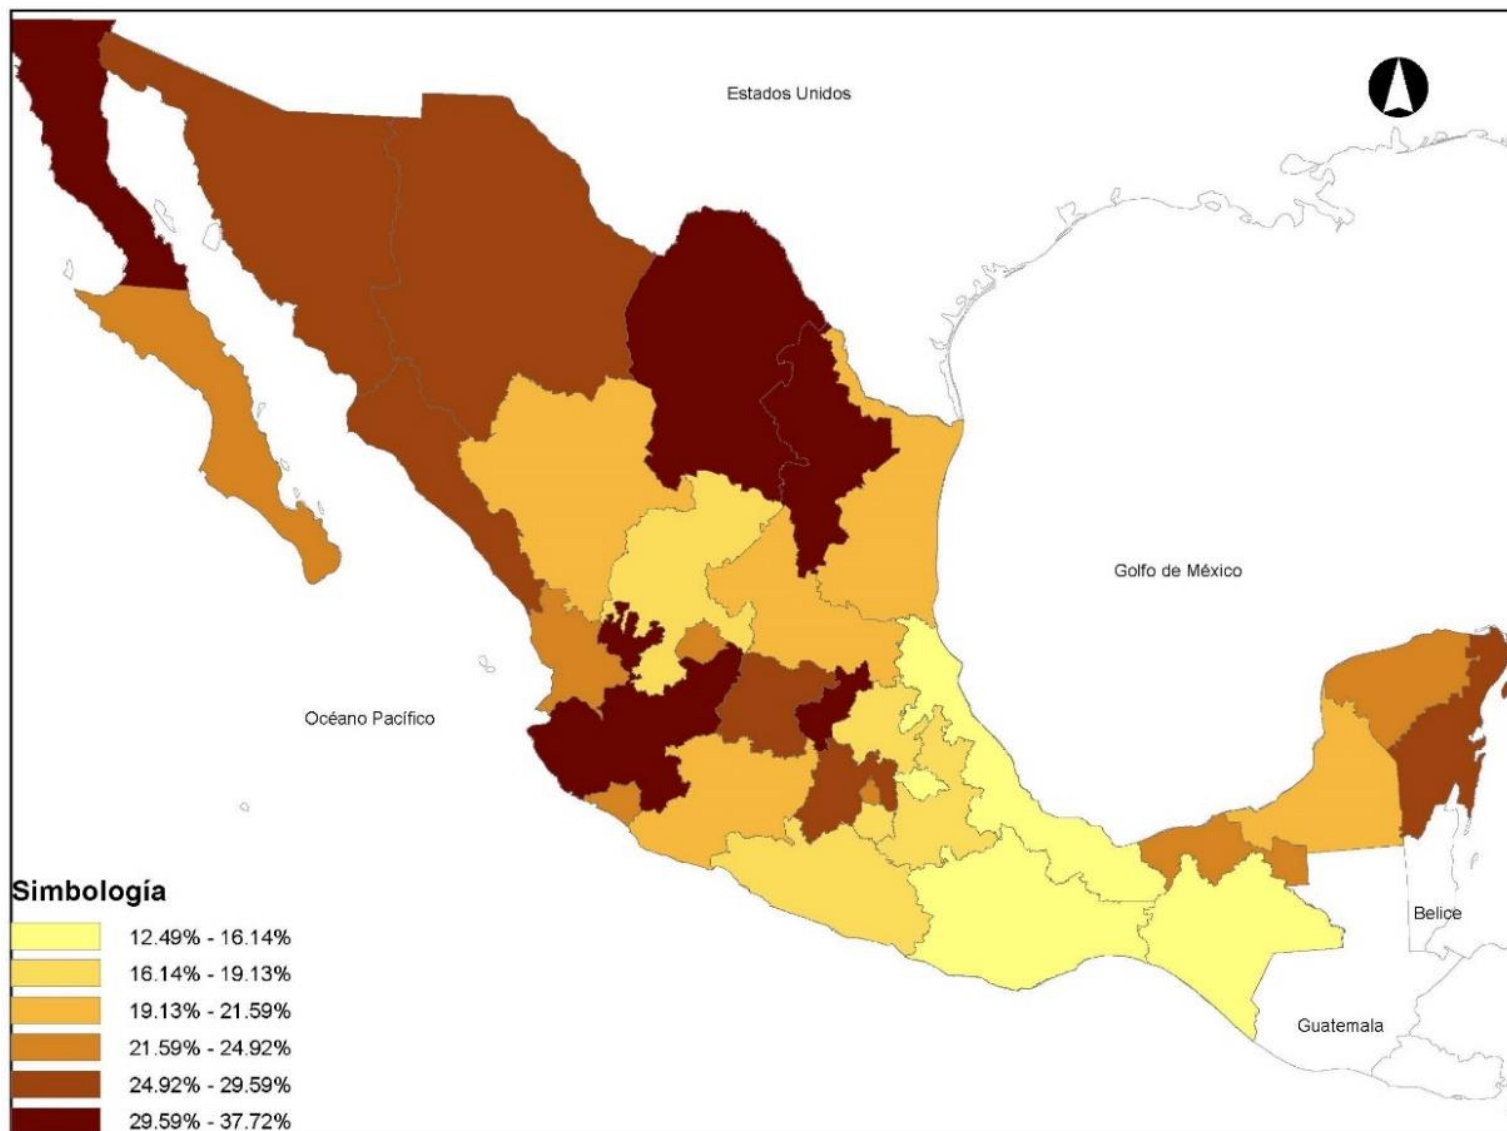 Estados Unidos
Golfo de México
Océano Pacífico
Simbología
12.49% - 16.14%
16.14% - 19.13%
19.13% - 21.59%
21.59% - 24.92%
24.92% - 29.59%
29.59% - 37.72%
Belice
Guatemala